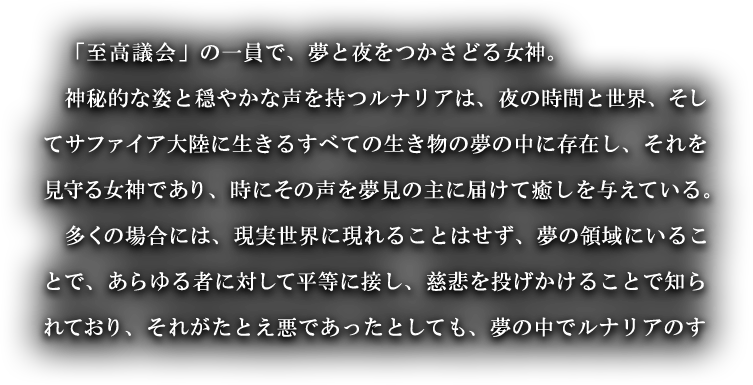 「至高議会」の一員で、夢と夜をつかさどる女神。
神秘的な姿と穏やかな声を持つルナリアは、夜の時間と世界、そし
てサファイア大陸に生きるすべての生き物の夢の中に存在し、それを
見守る女神であり、時にその声を夢見の主に届けて癒しを与えている。
多くの場合には、現実世界に現れることはせず、夢の領域にいるこ
とで、あらゆる者に対して平等に接し、慈悲を投げかけることで知ら
れており、それがたとえ悪であったとしても、夢の中でルナリアのす